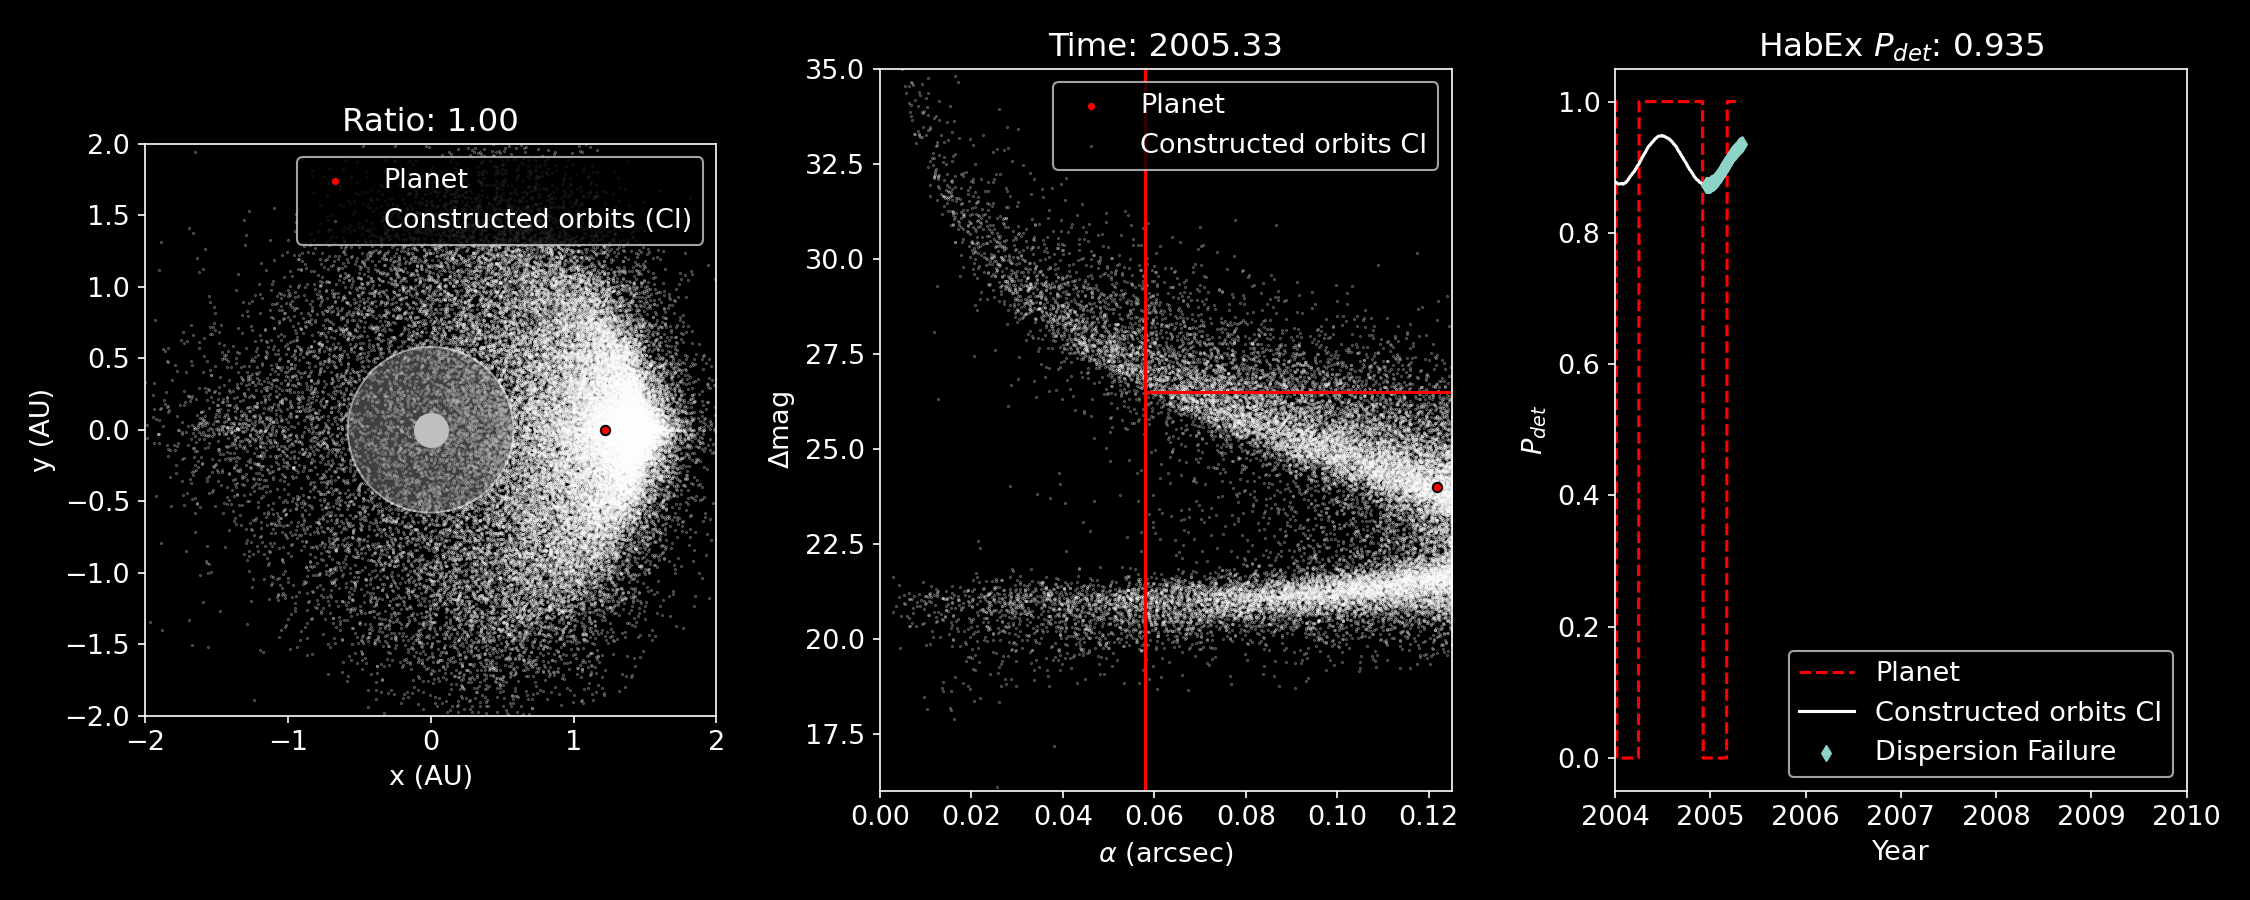 Ratio: 1.00
2.0
1.5
1.0
0.5
0.0
−0.5
−1.0
−1.5
−2.0
y (AU)
Planet
Constructed orbits (CI)
−2
−1
0
1
2
x (AU)
Time: 2005.33
35.0
32.5
30.0
27.5
25.0
22.5
20.0
17.5
Δmag
Planet
Constructed orbits CI
0.00
0.02
0.04
0.06
0.08
0.10
0.12
α (arcsec)
HabEx P_det: 0.935
1.0
0.8
0.6
0.4
0.2
0.0
P_det
Planet
Constructed orbits CI
Dispersion Failure
2004
2005
2006
2007
2008
2009
2010
Year